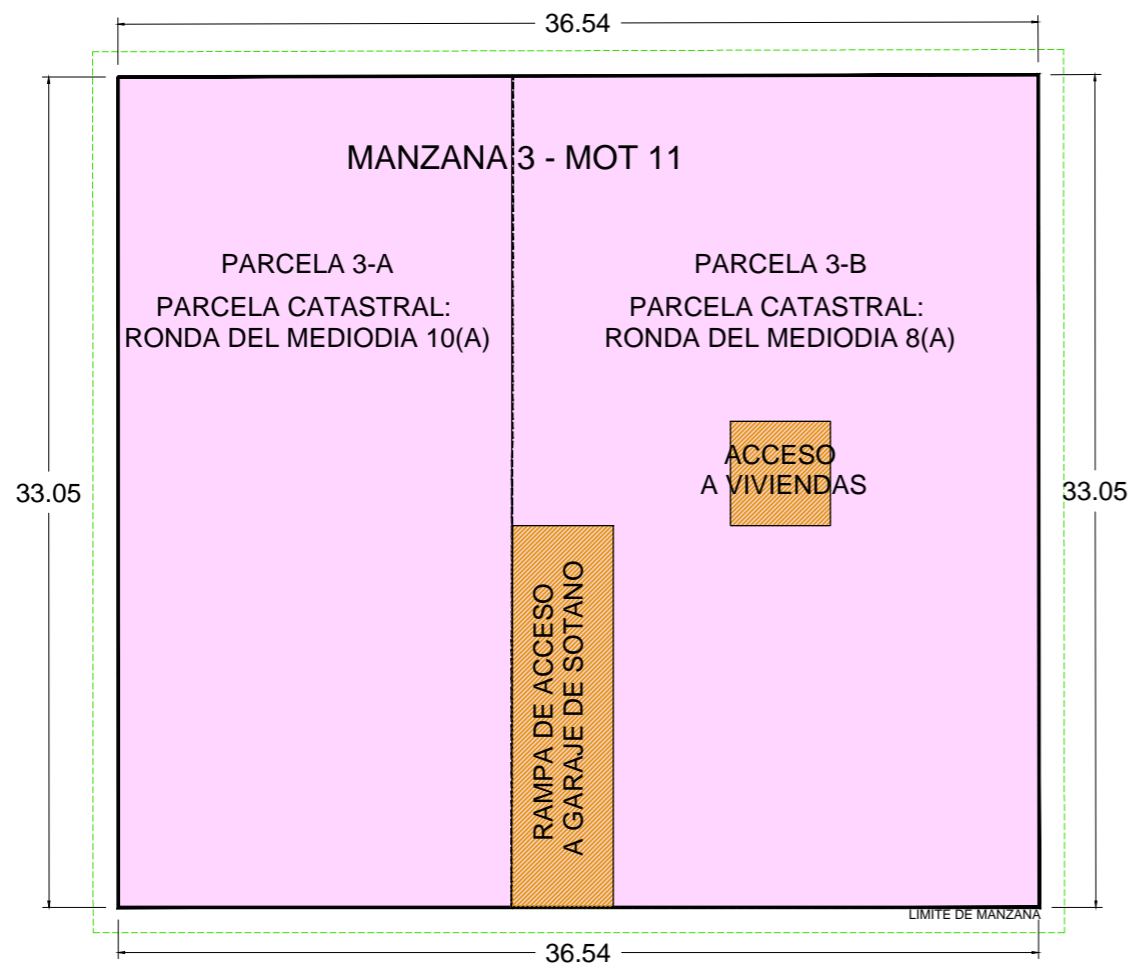 36.54
MANZANA 3 - MOT 11
PARCELA 3-A
PARCELA CATASTRAL:
RONDA DEL MEDIODIA 10(A)
PARCELA 3-B
PARCELA CATASTRAL:
RONDA DEL MEDIODIA 8(A)
ACCESO
A VIVIENDAS
33.05
33.05
RAMPA DE ACCESO
A GARAJE DE SOTANO
LIMITE DE MANZANA
36.54